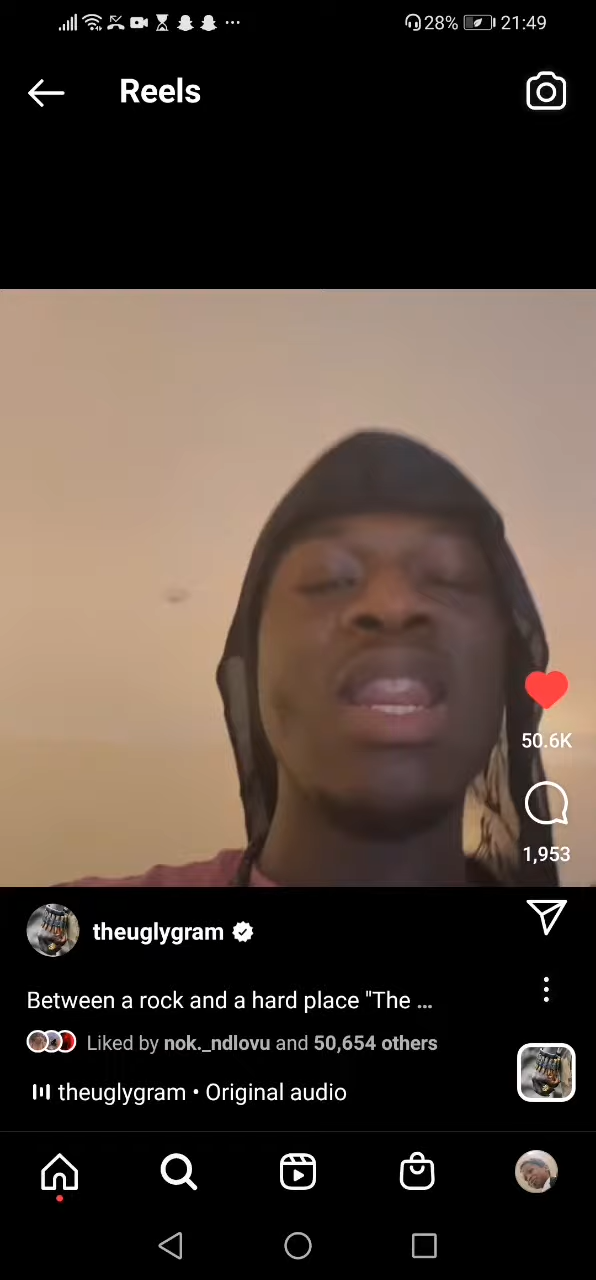 28% 21:49
Reels
50.6K
1,953
theuglygram
Between a rock and a hard place "The ...
Liked by nok._ndlovu and 50,654 others
theuglygram • Original audio